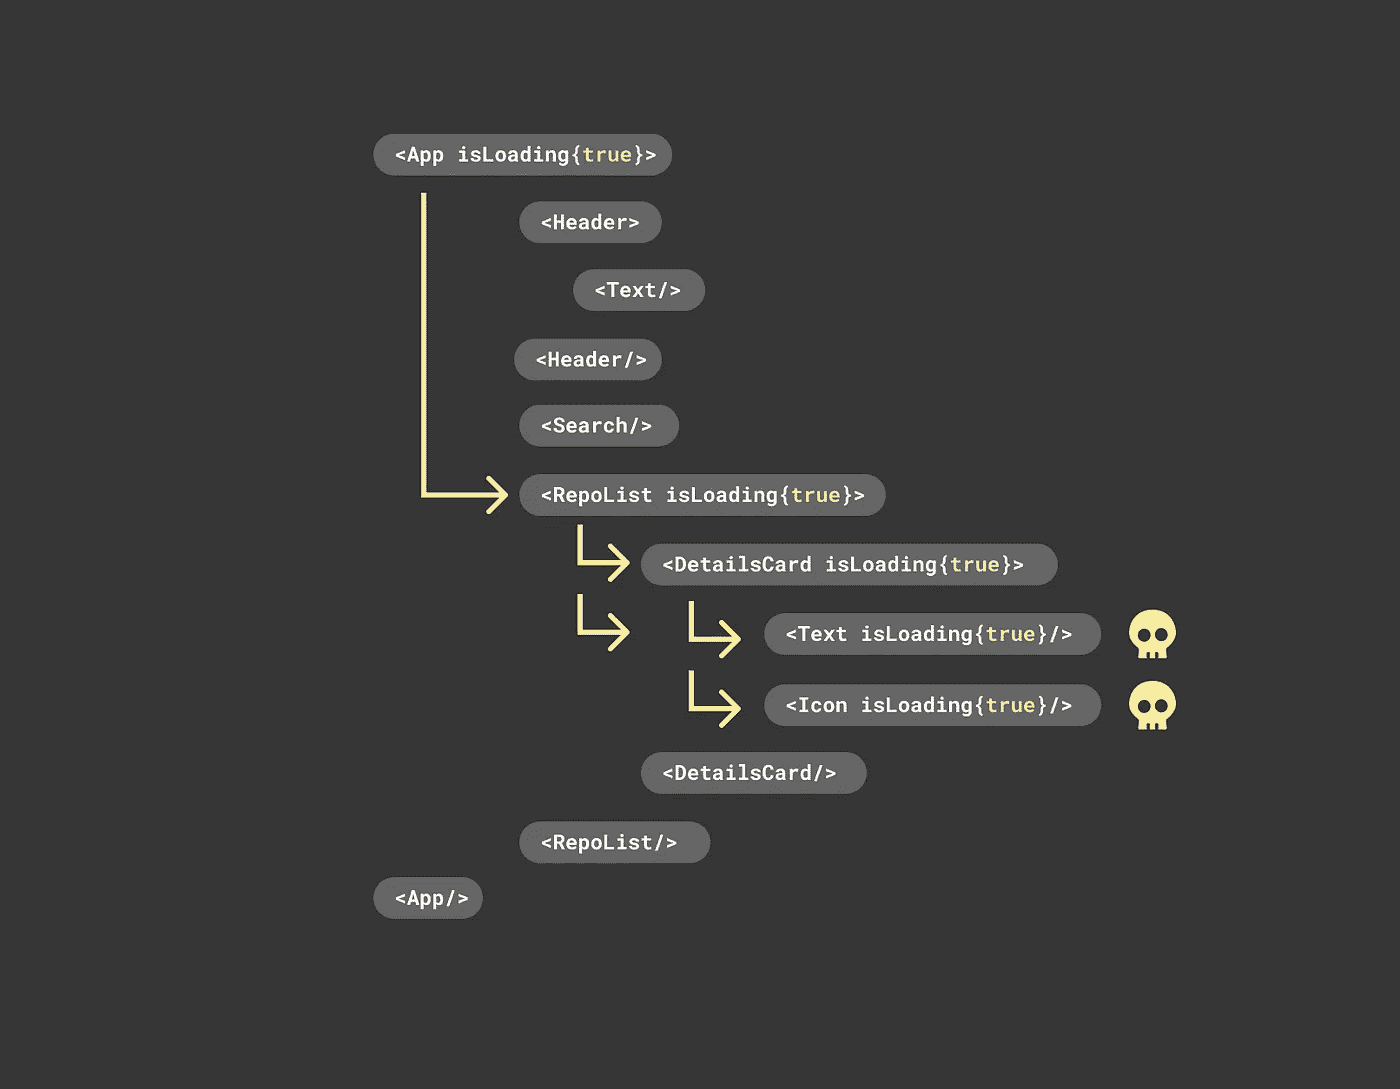 <App isLoading{true}>
<Header>
<Text/>
<Header/>
<Search/>
<RepoList isLoading{true}>
<DetailsCard isLoading{true}>
<Text isLoading{true}/>
<Icon isLoading{true}/>
<DetailsCard/>
<RepoList/>
<App/>